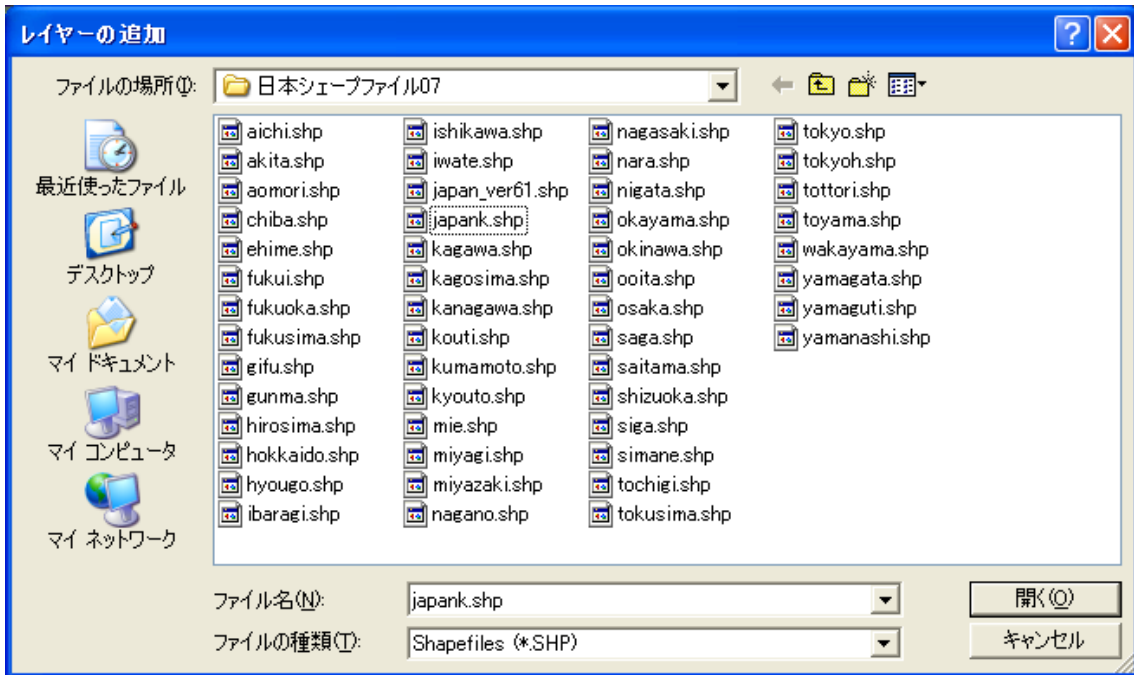 レイヤーの追加
ファイルの場所(I):
日本シェープファイル07
最近使ったファイル
デスクトップ
マイ ドキュメント
マイ コンピュータ
マイ ネットワーク
aichi.shp
akita.shp
aomori.shp
chiba.shp
ehime.shp
fukui.shp
fukuoka.shp
fukusima.shp
gifu.shp
gunma.shp
hirosima.shp
hokkaido.shp
hyougo.shp
ibaragi.shp
ishikawa.shp
iwate.shp
japan_ver61.shp
japank.shp
kagawa.shp
kagosima.shp
kanagawa.shp
kouti.shp
kumamoto.shp
kyouto.shp
mie.shp
miyagi.shp
miyazaki.shp
nagano.shp
nagasaki.shp
nara.shp
nigata.shp
okayama.shp
okinawa.shp
ooita.shp
osaka.shp
saga.shp
saitama.shp
shizuoka.shp
siga.shp
simane.shp
tochigi.shp
tokusima.shp
tokyo.shp
tokyoh.shp
tottori.shp
toyama.shp
wakayama.shp
yamagata.shp
yamaguti.shp
yamanashi.shp
ファイル名(N):
japank.shp
開く(O)
ファイルの種類(T):
Shapefiles (*.SHP)
キャンセル